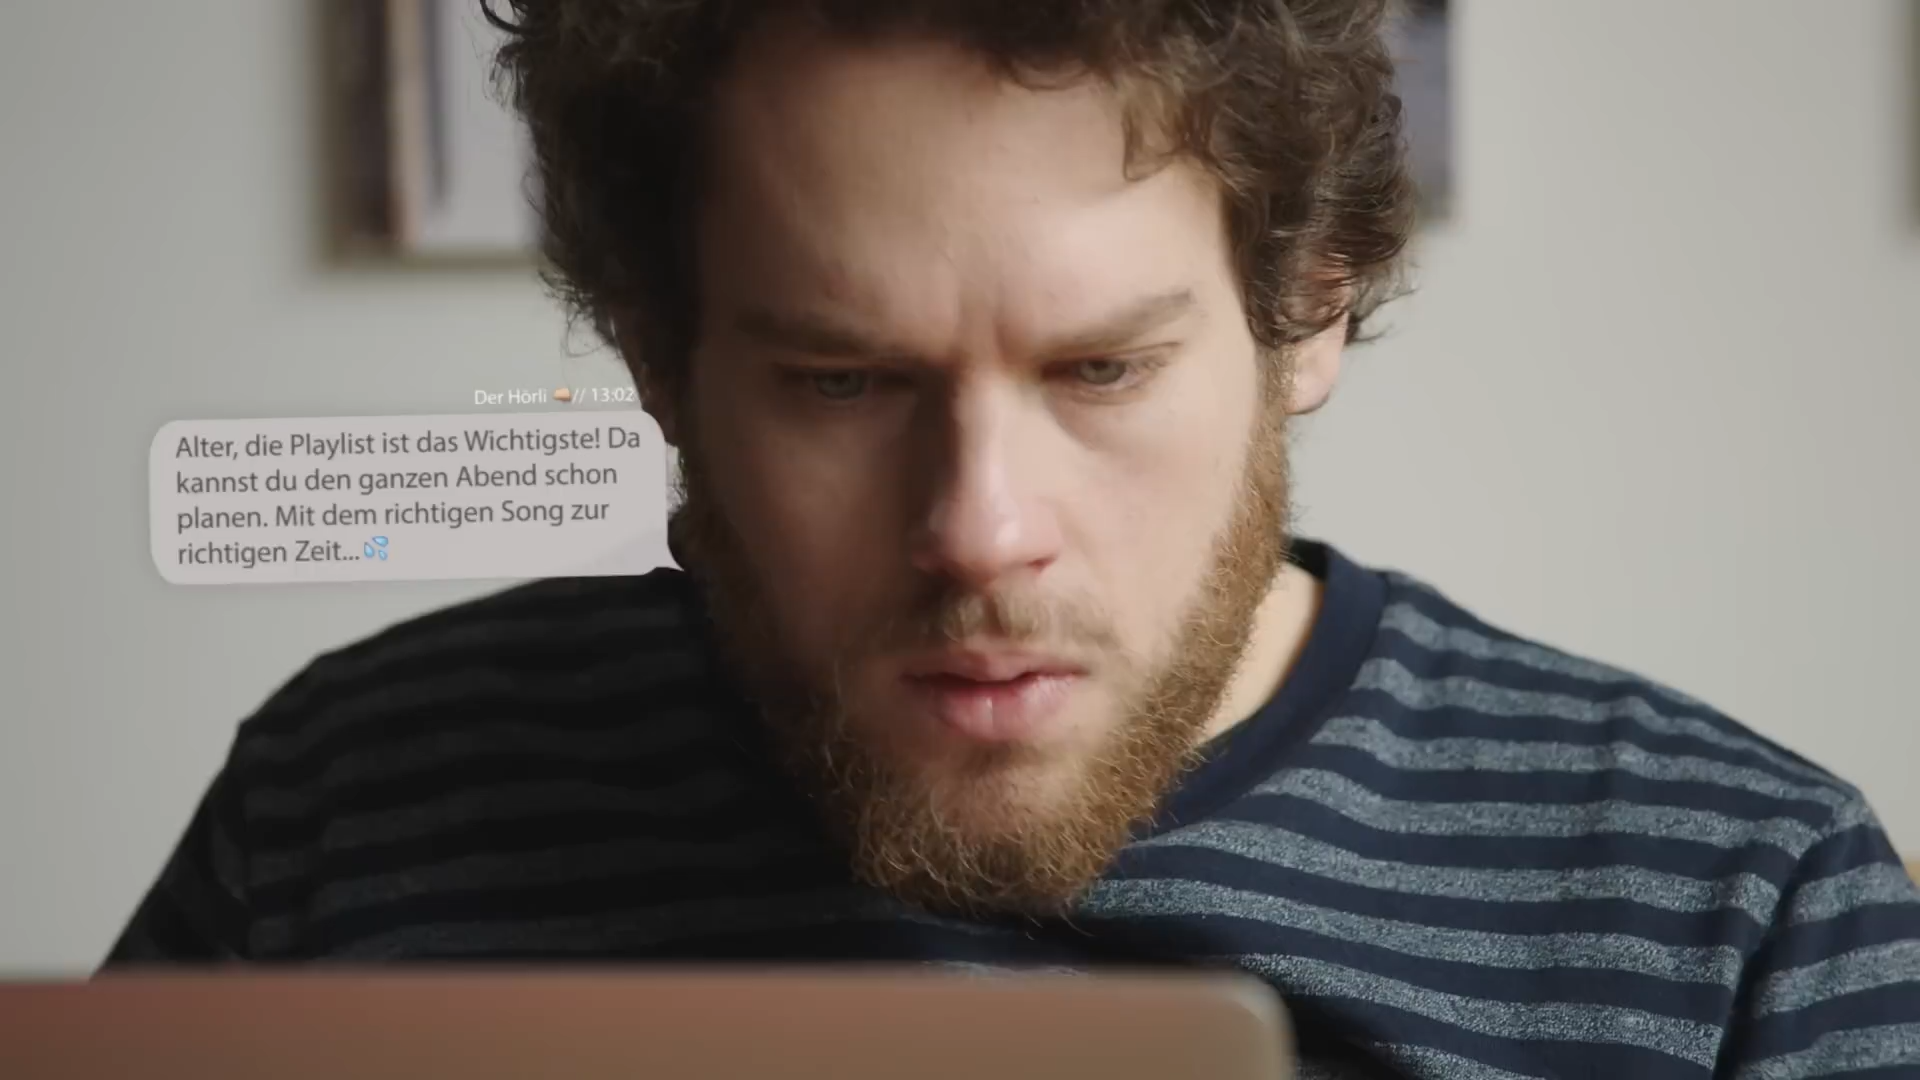 Der Hörli 👂// 13:02
Alter, die Playlist ist das Wichtigste! Da
kannst du den ganzen Abend schon
planen. Mit dem richtigen Song zur
richtigen Zeit...💦